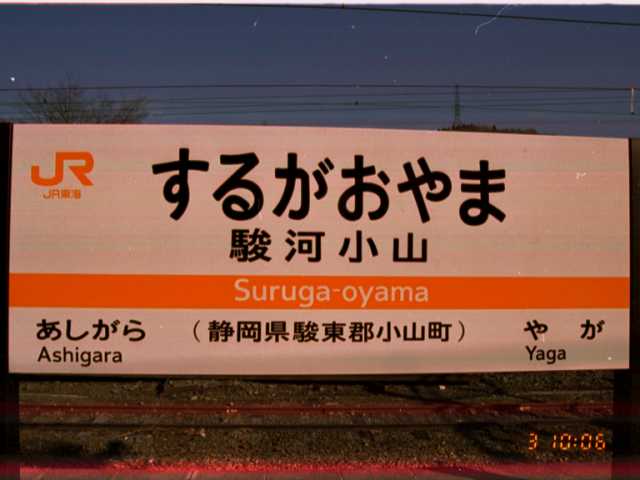 JR
JR東海
するがおやま
駿河小山
Suruga-oyama
あしがら
(静岡県駿東郡小山町)
やが
Ashigara
Yaga
3 10:06